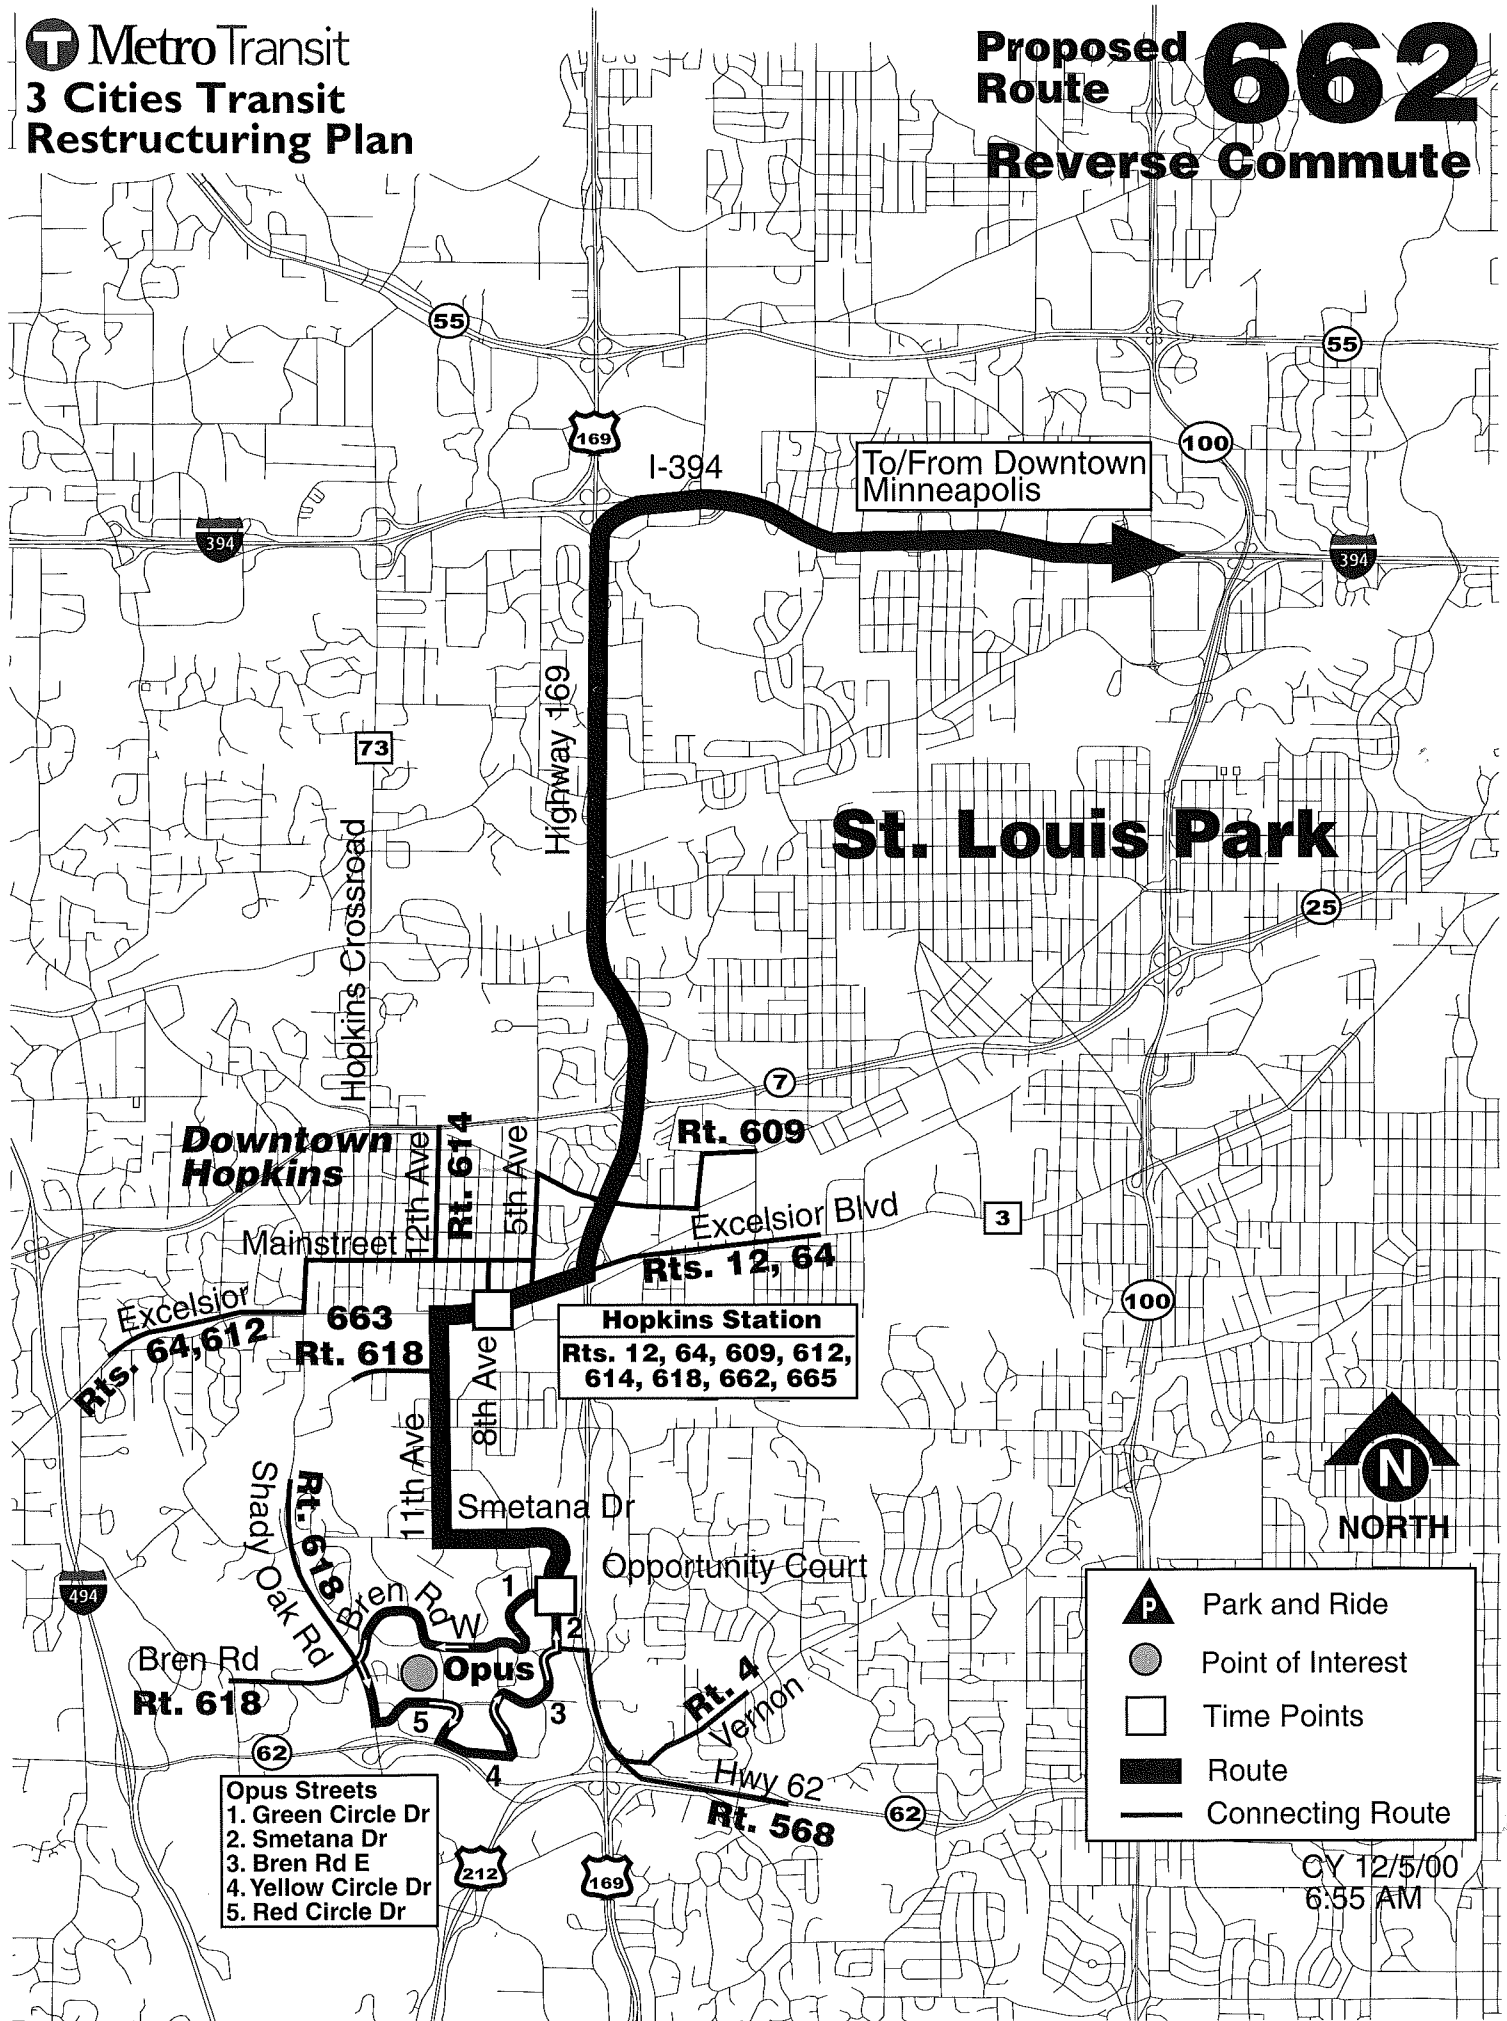 T MetroTransit
3 Cities Transit
Restructuring Plan
Proposed
Route
662
Reverse Commute
55
55
169
100
I-394
To/From Downtown
Minneapolis
394
394
Highway 169
73
Hopkins Crossroad
St. Louis Park
25
7
Downtown
Hopkins
12th Ave
Rt. 614
5th Ave
Rt. 609
Mainstreet
Excelsior Blvd
3
Rts. 12, 64
Excelsior
Rts. 64,612
663
Rt. 618
Hopkins Station
Rts. 12, 64, 609, 612,
614, 618, 662, 665
100
8th Ave
11th Ave
N
NORTH
Shady Oak Rd
Rt. 618
Smetana Dr
Opportunity Court
494
Bren Rd W
1
2
Bren Rd
Rt. 618
Opus
3
5
4
Rt. 4
Vernon
62
Hwy 62
Rt. 568
62
Opus Streets
1. Green Circle Dr
2. Smetana Dr
3. Bren Rd E
4. Yellow Circle Dr
5. Red Circle Dr
212
169
P Park and Ride
Point of Interest
Time Points
Route
Connecting Route
CY 12/5/00
6:55 AM